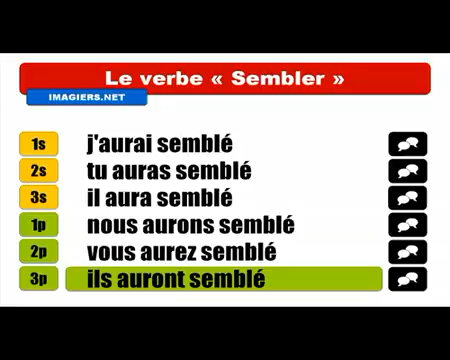 Le verbe « Sembler »
IMAGIERS.NET
1s j'aurai semblé
2s tu auras semblé
3s il aura semblé
1p nous aurons semblé
2p vous aurez semblé
3p ils auront semblé